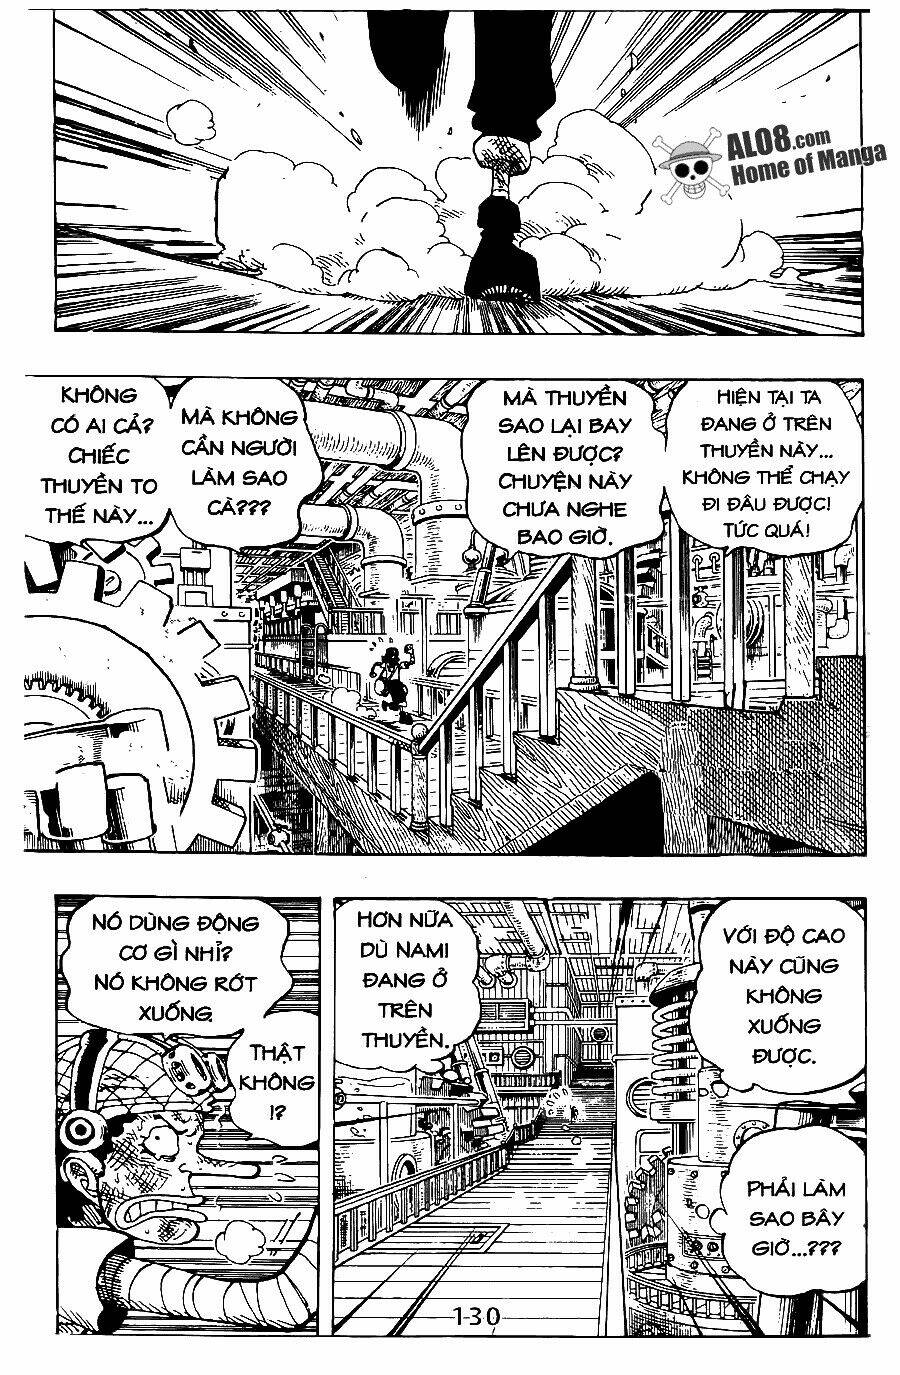 AL08.com
Home of Manga
HIỆN TẠI TA
ĐANG Ở TRÊN
THUYỀN NÀY...
KHÔNG THỂ CHẠY
ĐI ĐÂU ĐƯỢC!
TỨC QUÁ!
MÀ THUYỀN
SAO LẠI BAY
LÊN ĐƯỢC?
CHUYỆN NÀY
CHƯA NGHE
BAO GIỜ.
MÀ KHÔNG
CẦN NGƯỜI
LÀM SAO
CÀ???
KHÔNG
CÓ AI CẢ?
CHIẾC
THUYỀN TO
THẾ NÀY...
VỚI ĐỘ CAO
NÀY CŨNG
KHÔNG
XUỐNG
ĐƯỢC.
PHẢI LÀM
SAO BÂY
GIỜ...???
HƠN NỮA
DÙ NAMI
ĐANG Ở
TRÊN
THUYỀN.
NÓ DÙNG ĐỘNG
CƠ GÌ NHỈ?
NÓ KHÔNG RỚT
XUỐNG
THẬT
KHÔNG
!?
130